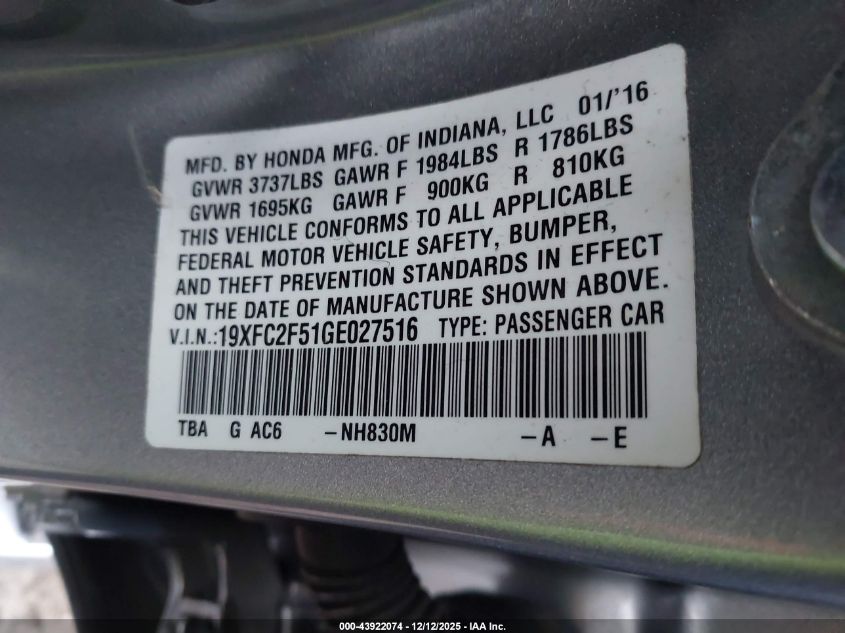 MFD. BY HONDA MFG. OF INDIANA, LLC 01/'16
GVWR 3737LBS GAWR F 1984LBS R 1786LBS
GVWR 1695KG GAWR F 900KG R 810KG
THIS VEHICLE CONFORMS TO ALL APPLICABLE
FEDERAL MOTOR VEHICLE SAFETY, BUMPER,
AND THEFT PREVENTION STANDARDS IN EFFECT
ON THE DATE OF MANUFACTURE SHOWN ABOVE.
V.I.N.:19XFC2F51GE027516 TYPE: PASSENGER CAR
TBA G AC6 -NH830M -A -E
000-43922074 - 12/12/2025 - IAA Inc.